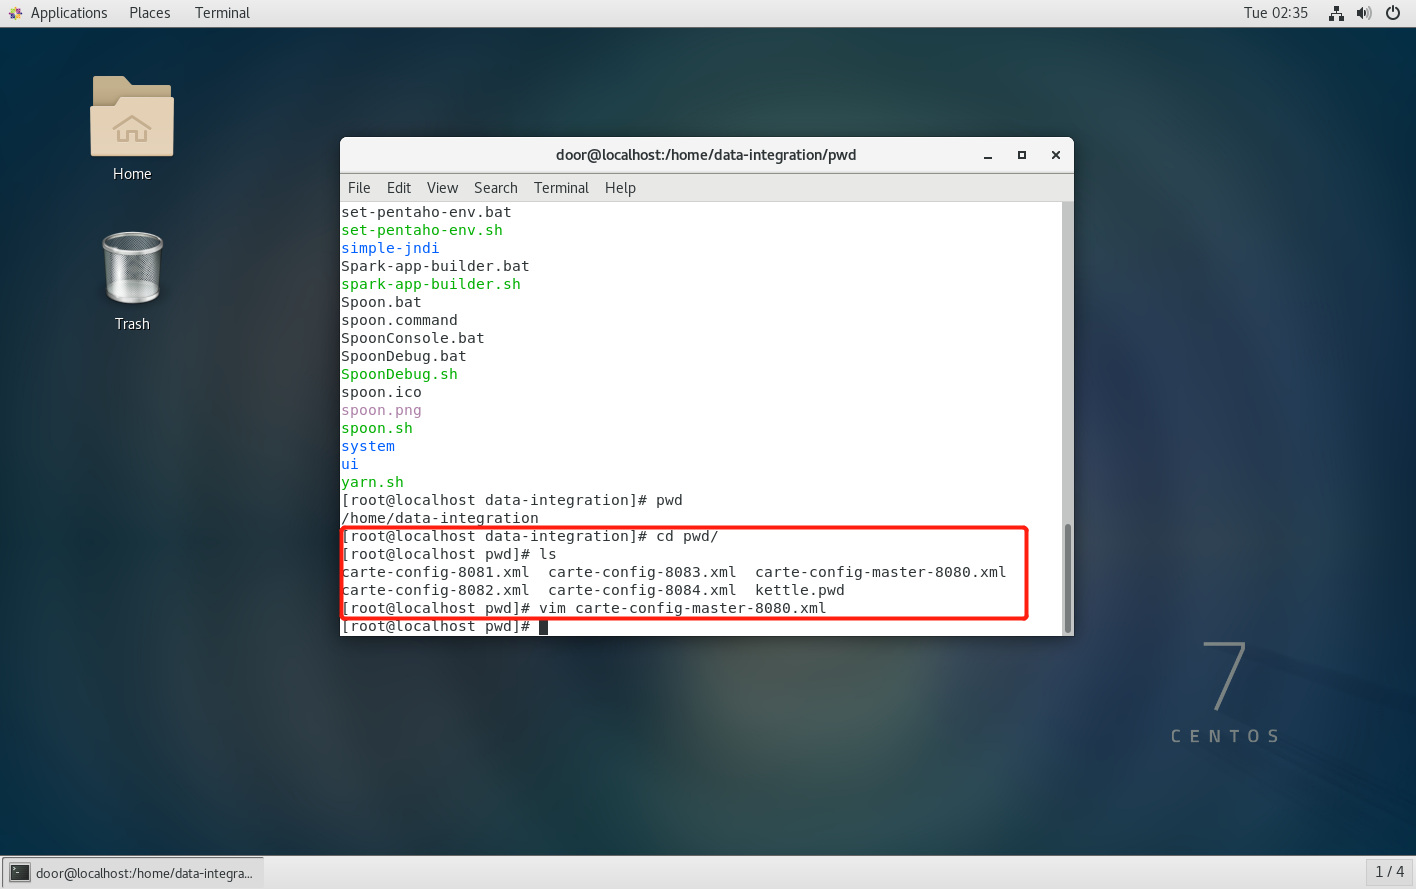 Applications Places Terminal Tue 02:35
Home
Trash
door@localhost:/home/data-integration/pwd
File Edit View Search Terminal Help
set-pentaho-env.bat
set-pentaho-env.sh
simple-jndi
Spark-app-builder.bat
spark-app-builder.sh
Spoon.bat
spoon.command
SpoonConsole.bat
SpoonDebug.bat
SpoonDebug.sh
spoon.ico
spoon.png
spoon.sh
system
ui
yarn.sh
[root@localhost data-integration]# pwd
/home/data-integration
[root@localhost data-integration]# cd pwd/
[root@localhost pwd]# ls
carte-config-8081.xml carte-config-8083.xml carte-config-master-8080.xml
carte-config-8082.xml carte-config-8084.xml kettle.pwd
[root@localhost pwd]# vim carte-config-master-8080.xml
[root@localhost pwd]#
7
CENTOS
door@localhost:/home/data-integra...
1 / 4